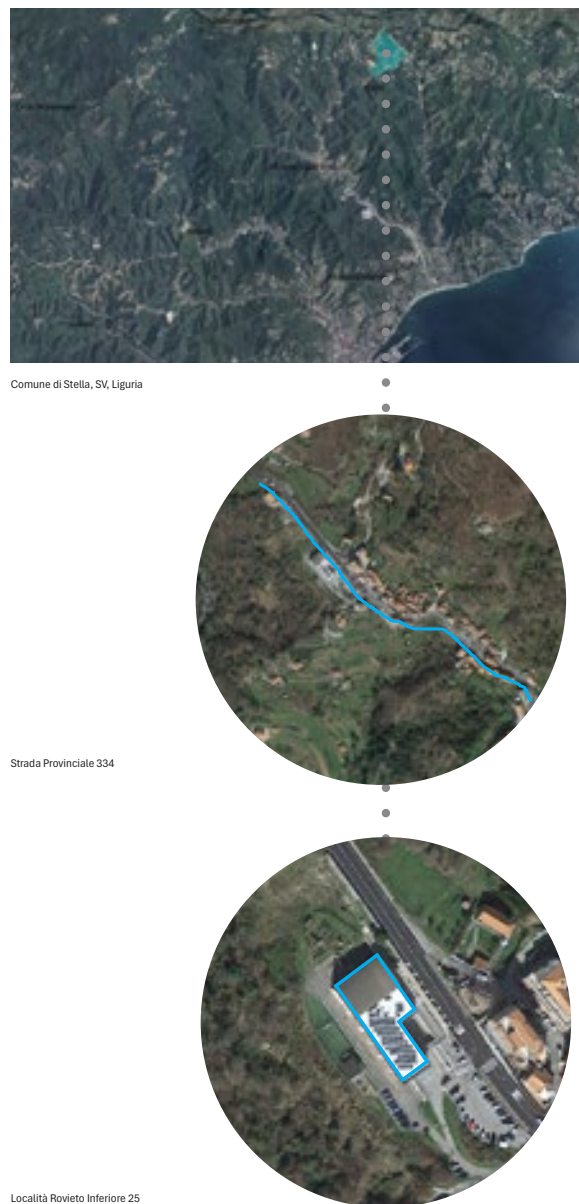 Comune di Stella, SV, Liguria
Strada Provinciale 334
Località Rovieto Inferiore 25